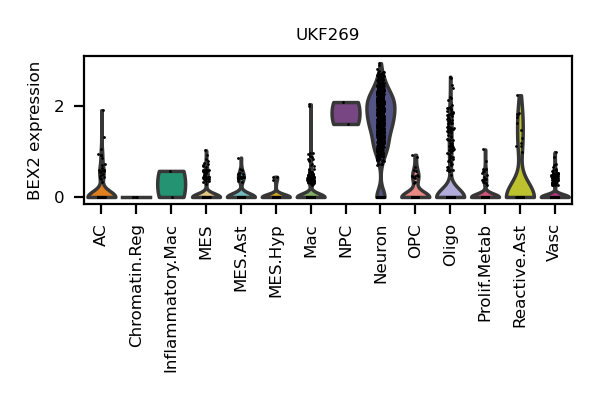 UKF269
BEX2 expression
2
0
AC
Chromatin.Reg
Inflammatory.Mac
MES
MES.Ast
MES.Hyp
Mac
NPC
Neuron
OPC
Oligo
Prolif.Metab
Reactive.Ast
Vasc